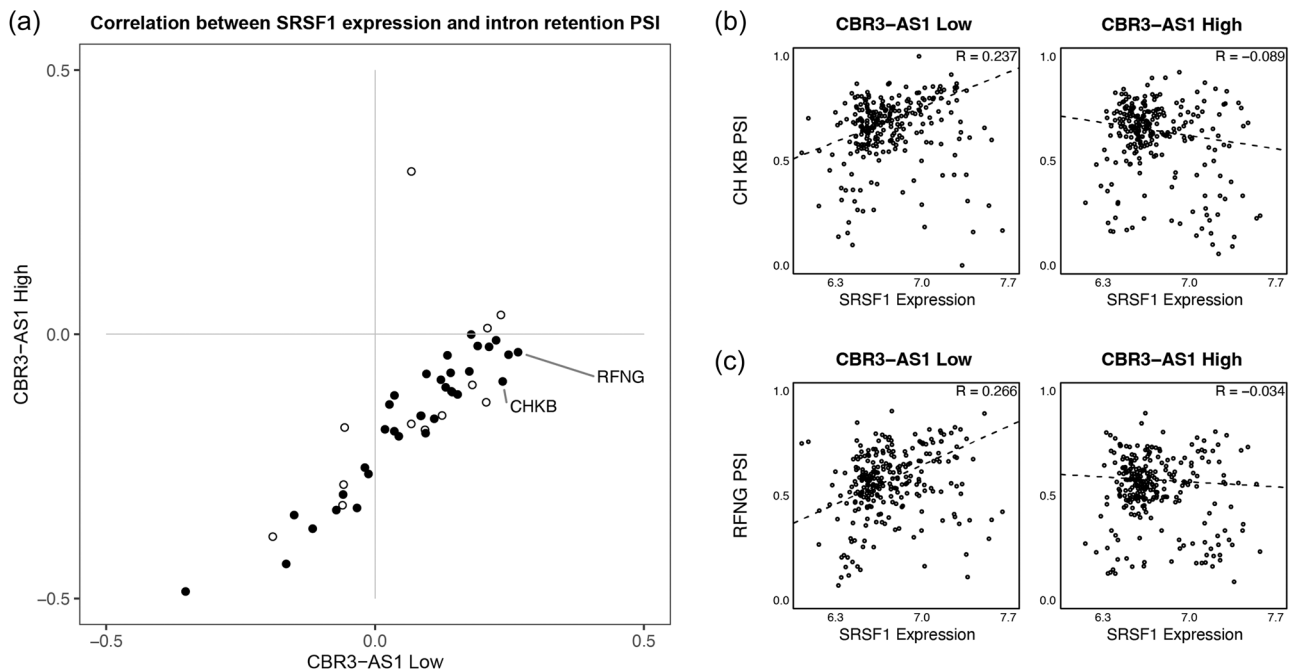 (a)
Correlation between SRSF1 expression and intron retention PSI
CBR3−AS1 High
0.5
0.0
−0.5
RFNG
CHKB
−0.5
0.0
0.5
CBR3−AS1 Low
(b)
CBR3−AS1 Low
CBR3−AS1 High
CH KB PSI
1.0
0.5
0.0
R = 0.237
6.3
7.0
7.7
SRSF1 Expression
1.0
0.5
0.0
R = −0.089
6.3
7.0
7.7
SRSF1 Expression
(c)
CBR3−AS1 Low
CBR3−AS1 High
RFNG PSI
1.0
0.5
0.0
R = 0.266
6.3
7.0
7.7
SRSF1 Expression
1.0
0.5
0.0
R = −0.034
6.3
7.0
7.7
SRSF1 Expression